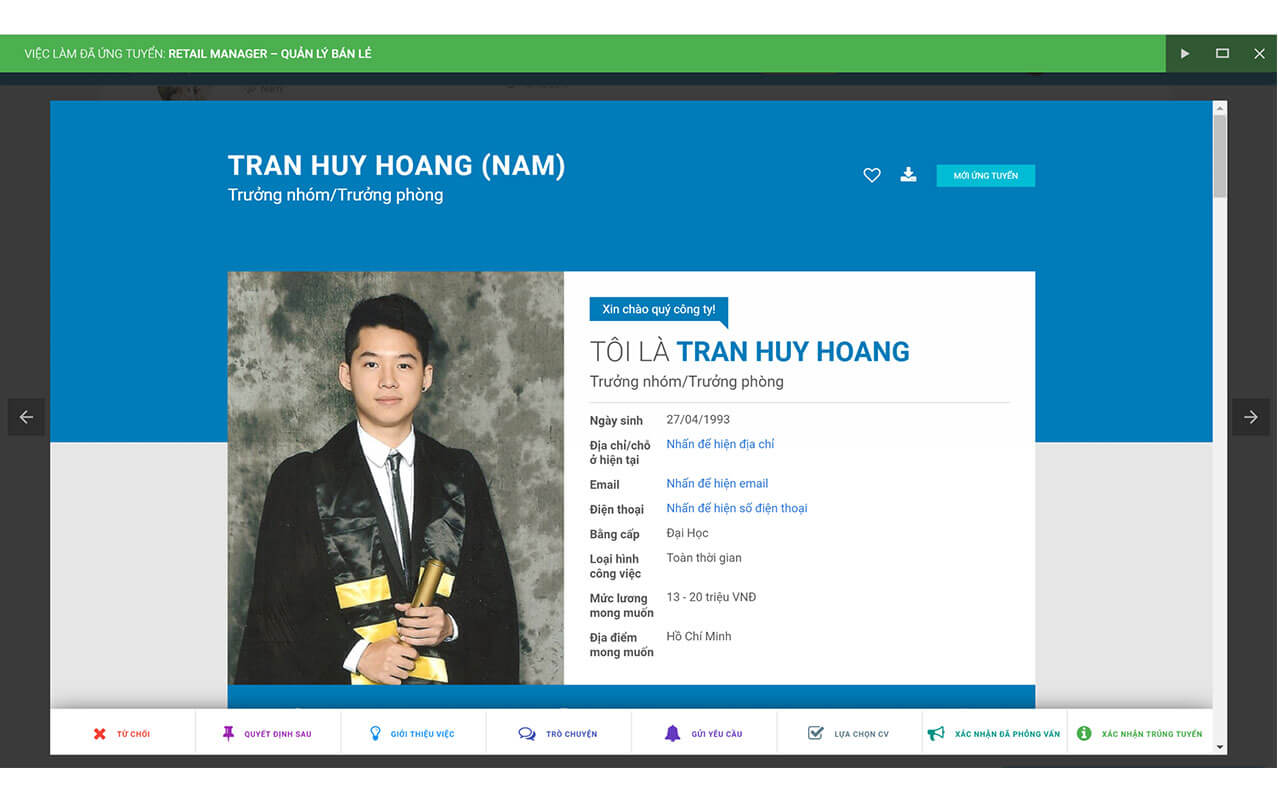 VIỆC LÀM ĐÃ ỨNG TUYỂN: RETAIL MANAGER – QUẢN LÝ BÁN LẺ
TRAN HUY HOANG (NAM)
Trưởng nhóm/Trưởng phòng
MỚI ỨNG TUYỂN
Xin chào quý công ty!
TÔI LÀ TRAN HUY HOANG
Trưởng nhóm/Trưởng phòng
Ngày sinh 27/04/1993
Địa chỉ/chỗ Nhấn để hiện địa chỉ
ở hiện tại
Email Nhấn để hiện email
Điện thoại Nhấn để hiện số điện thoại
Bằng cấp Đại Học
Loại hình Toàn thời gian
công việc
Mức lương 13 - 20 triệu VNĐ
mong muốn
Địa điểm Hồ Chí Minh
mong muốn
TỪ CHỐI QUYẾT ĐỊNH SAU GIỚI THIỆU VIỆC TRÒ CHUYỆN GỬI YÊU CẦU LỰA CHỌN CV XÁC NHẬN ĐÃ PHỎNG VẤN XÁC NHẬN TRÚNG TUYỂN